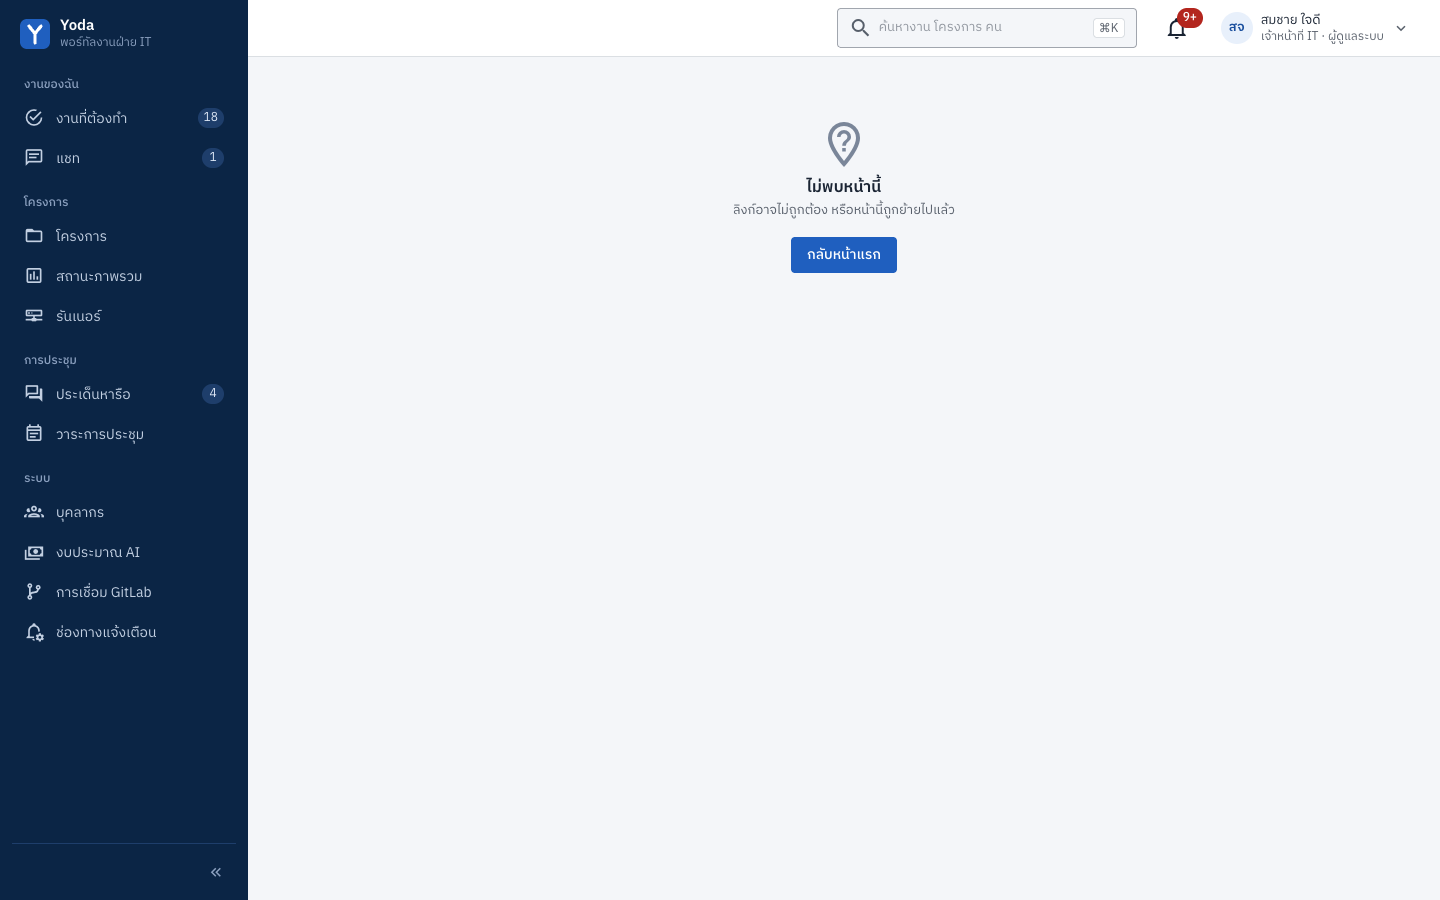 Yoda
พอร์ทัลงานฝ่าย IT
ค้นหางาน โครงการ คน
⌘K
9+
สจ
สมชาย ใจดี
เจ้าหน้าที่ IT · ผู้ดูแลระบบ
งานของฉัน
งานที่ต้องทำ 18
แชท 1
โครงการ
โครงการ
สถานะภาพรวม
รันเนอร์
การประชุม
ประเด็นหารือ 4
วาระการประชุม
ระบบ
บุคลากร
งบประมาณ AI
การเชื่อม GitLab
ช่องทางแจ้งเตือน
ไม่พบหน้านี้
ลิงก์อาจไม่ถูกต้อง หรือหน้านี้ถูกย้ายไปแล้ว
กลับหน้าแรก